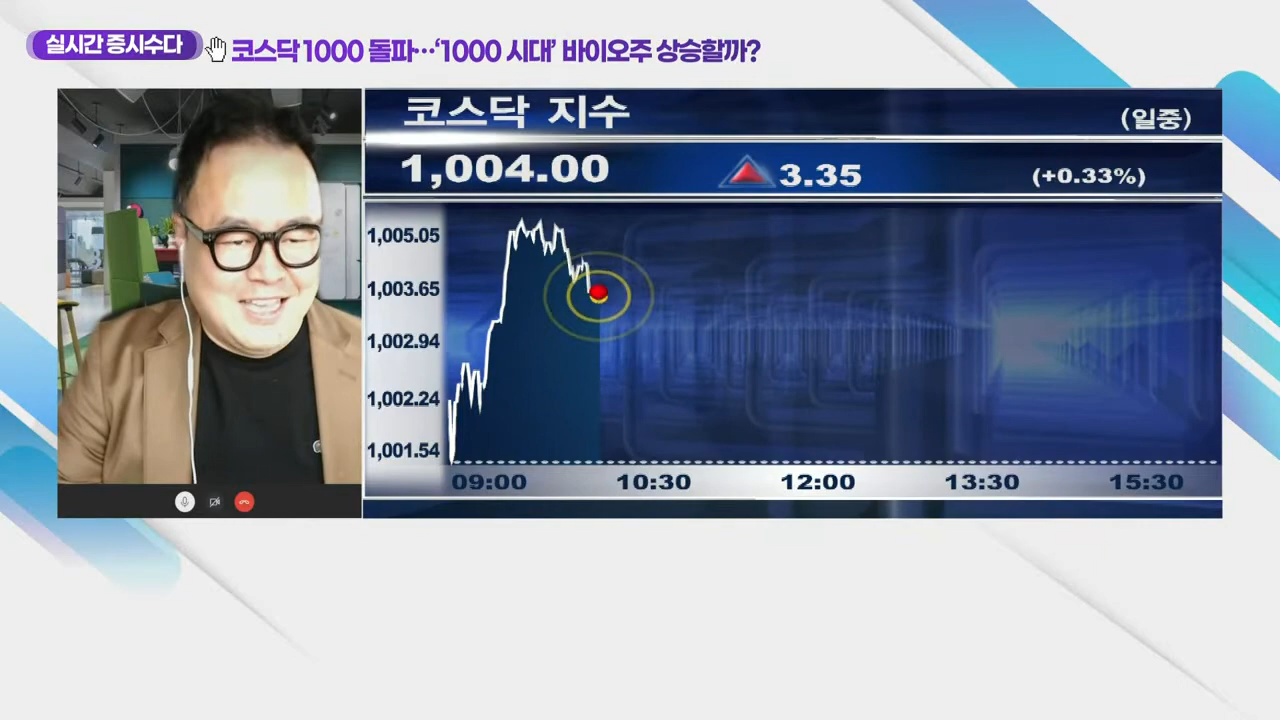 실시간 증시수다
코스닥 1000 돌파…‘1000 시대’ 바이오주 상승할까?
코스닥 지수
(일중)
1,004.00
3.35
(+0.33%)
1,005.05
1,003.65
1,002.94
1,002.24
1,001.54
09:00 10:30 12:00 13:30 15:30